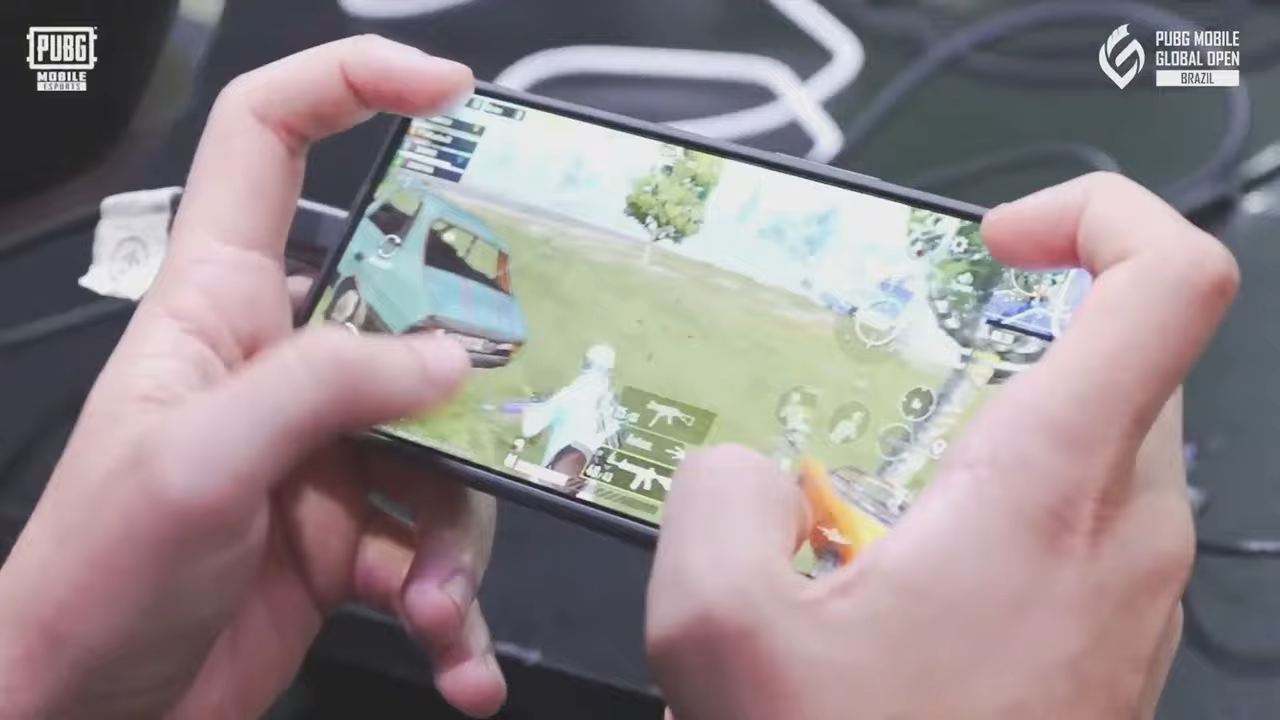 PUBG
MOBILE
ESPORTS
PUBG MOBILE
GLOBAL OPEN
BRAZIL